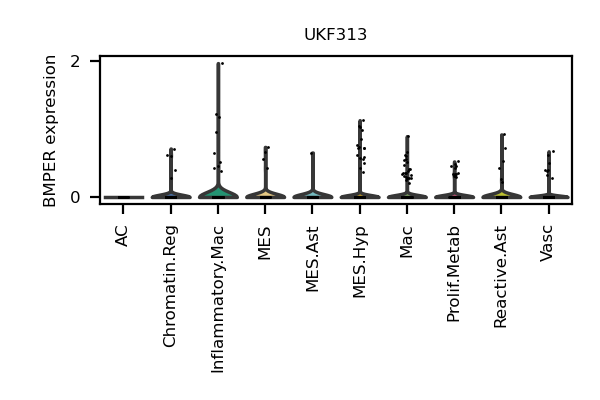 UKF313
BMPER expression
2
0
AC
Chromatin.Reg
Inflammatory.Mac
MES
MES.Ast
MES.Hyp
Mac
Prolif.Metab
Reactive.Ast
Vasc